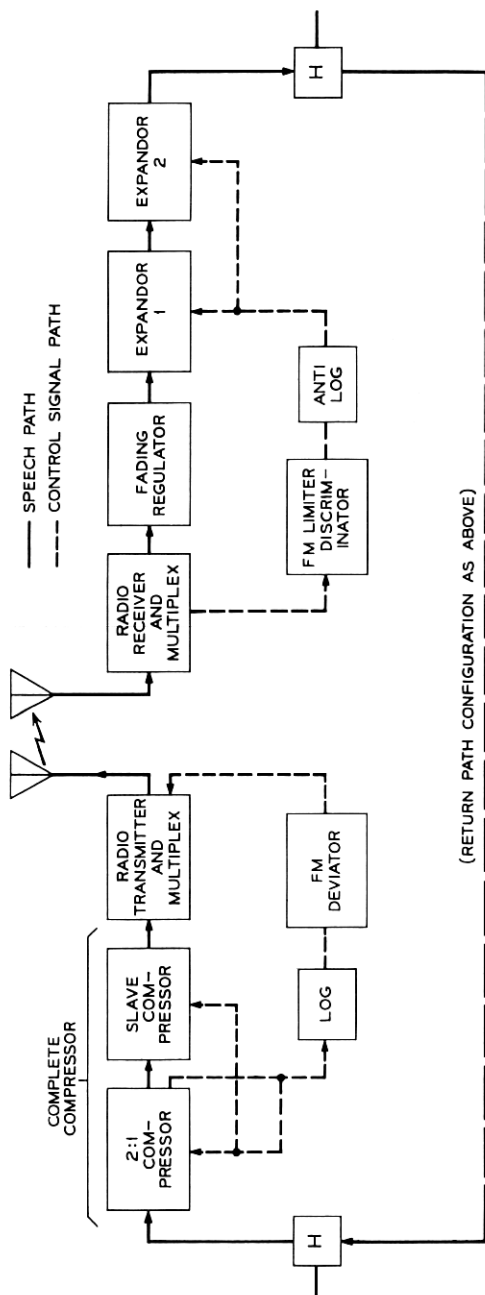 SPEECH PATH
CONTROL SIGNAL PATH
COMPLETE
COMPRESSOR
2:1
COM-
PRESSOR
SLAVE
COM-
PRESSOR
RADIO
TRANSMITTER
AND
MULTIPLEX
RADIO
RECEIVER
AND
MULTIPLEX
FADING
REGULATOR
EXPANDOR
1
EXPANDOR
2
LOG
FM
DEVIATOR
FM LIMITER
DISCRIM-
INATOR
ANTI
LOG
H
H
(RETURN PATH CONFIGURATION AS ABOVE)